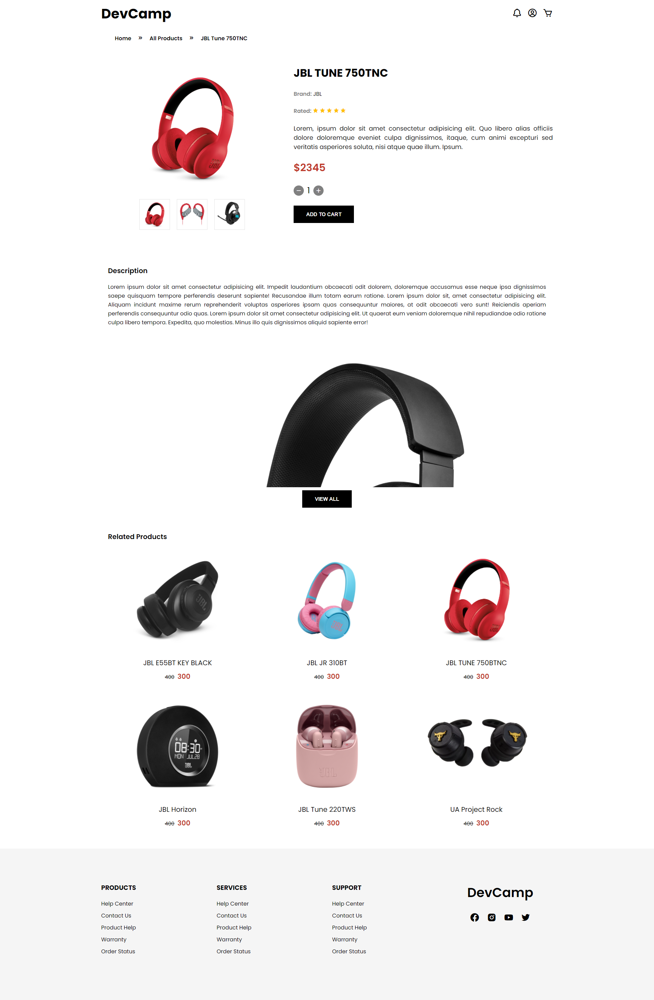 DevCamp
Home » All Products » JBL Tune 750TNC
JBL TUNE 750TNC
Brand: JBL
Rated:
Lorem, ipsum dolor sit amet consectetur adipisicing elit. Quo libero alias officiis
dolore doloremque eveniet culpa dignissimos, itaque, cum animi excepturi sed
veritatis asperiores soluta, nisi atque quae illum. Ipsum.
$2345
1
ADD TO CART
JBL
Description
Lorem ipsum dolor sit amet consectetur adipisicing elit. Impedit laudantium obcaecati odit dolorem, doloremque accusamus esse neque ipsa dignissimos
saepe quisquam tempore perferendis deserunt sapiente! Recusandae illum totam earum ratione. Lorem ipsum dolor sit, amet consectetur adipisicing elit.
Aliquam incidunt maxime rerum reprehenderit voluptas asperiores ipsam quas consequuntur maiores, at odit obcaecati vero sunt! Reiciendis aperiam
perferendis consequuntur odio quas. Lorem ipsum dolor sit amet consectetur adipisicing elit. Ut quaerat eum veniam doloremque nihil repudiandae odio ratione
culpa libero tempora. Expedita, quo molestias. Minus illo quis dignissimos aliquid sapiente error!
VIEW ALL
Related Products
JBL
JBL
JBL
JBL E55BT KEY BLACK
400 300
JBL JR 310BT
400 300
JBL TUNE 750BTNC
400 300
08:30
MON JUL28
JBL
JBL
JBL Horizon
400 300
JBL Tune 220TWS
400 300
UA Project Rock
400 300
PRODUCTS
Help Center
Contact Us
Product Help
Warranty
Order Status
SERVICES
Help Center
Contact Us
Product Help
Warranty
Order Status
SUPPORT
Help Center
Contact Us
Product Help
Warranty
Order Status
DevCamp